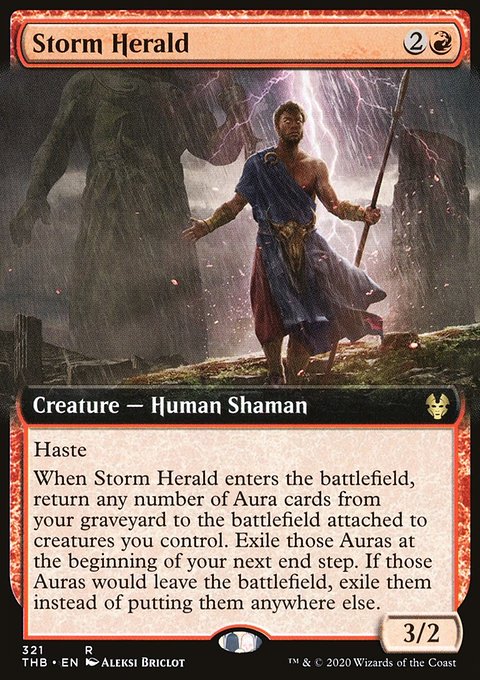 Storm Herald 2
Creature — Human Shaman
Haste
When Storm Herald enters the battlefield,
return any number of Aura cards from
your graveyard to the battlefield attached to
creatures you control. Exile those Auras at
the beginning of your next end step. If those
Auras would leave the battlefield, exile them
instead of putting them anywhere else.
3/2
321 R
THB • EN ALEKSI BRICLOT
™ & © 2020 Wizards of the Coast